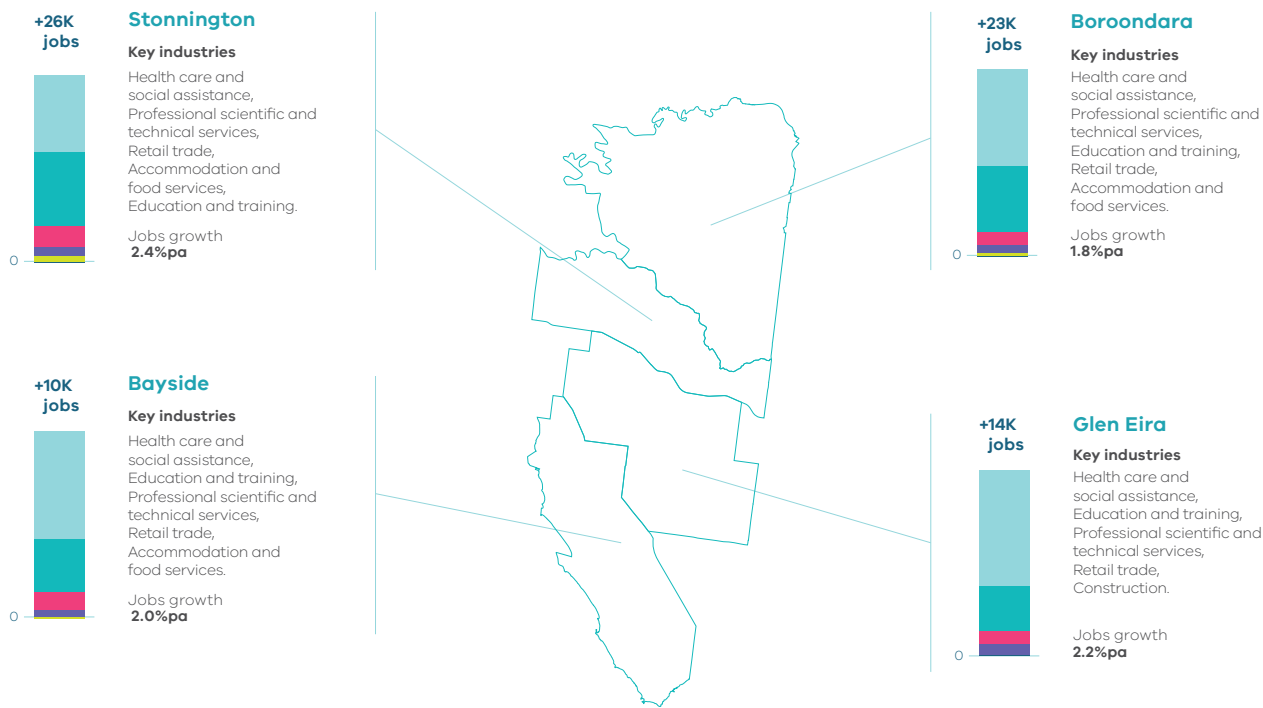 +26K
jobs
Stonnington
Key industries
Health care and
social assistance,
Professional scientific and
technical services,
Retail trade,
Accommodation and
food services,
Education and training.
Jobs growth
2.4%pa
0
+23K
jobs
Boroondara
Key industries
Health care and
social assistance,
Professional scientific and
technical services,
Education and training,
Retail trade,
Accommodation and
food services.
Jobs growth
1.8%pa
0
+10K
jobs
Bayside
Key industries
Health care and
social assistance,
Education and training,
Professional scientific and
technical services,
Retail trade,
Accommodation and
food services.
Jobs growth
2.0%pa
0
+14K
jobs
Glen Eira
Key industries
Health care and
social assistance,
Education and training,
Professional scientific and
technical services,
Retail trade,
Construction.
Jobs growth
2.2%pa
0